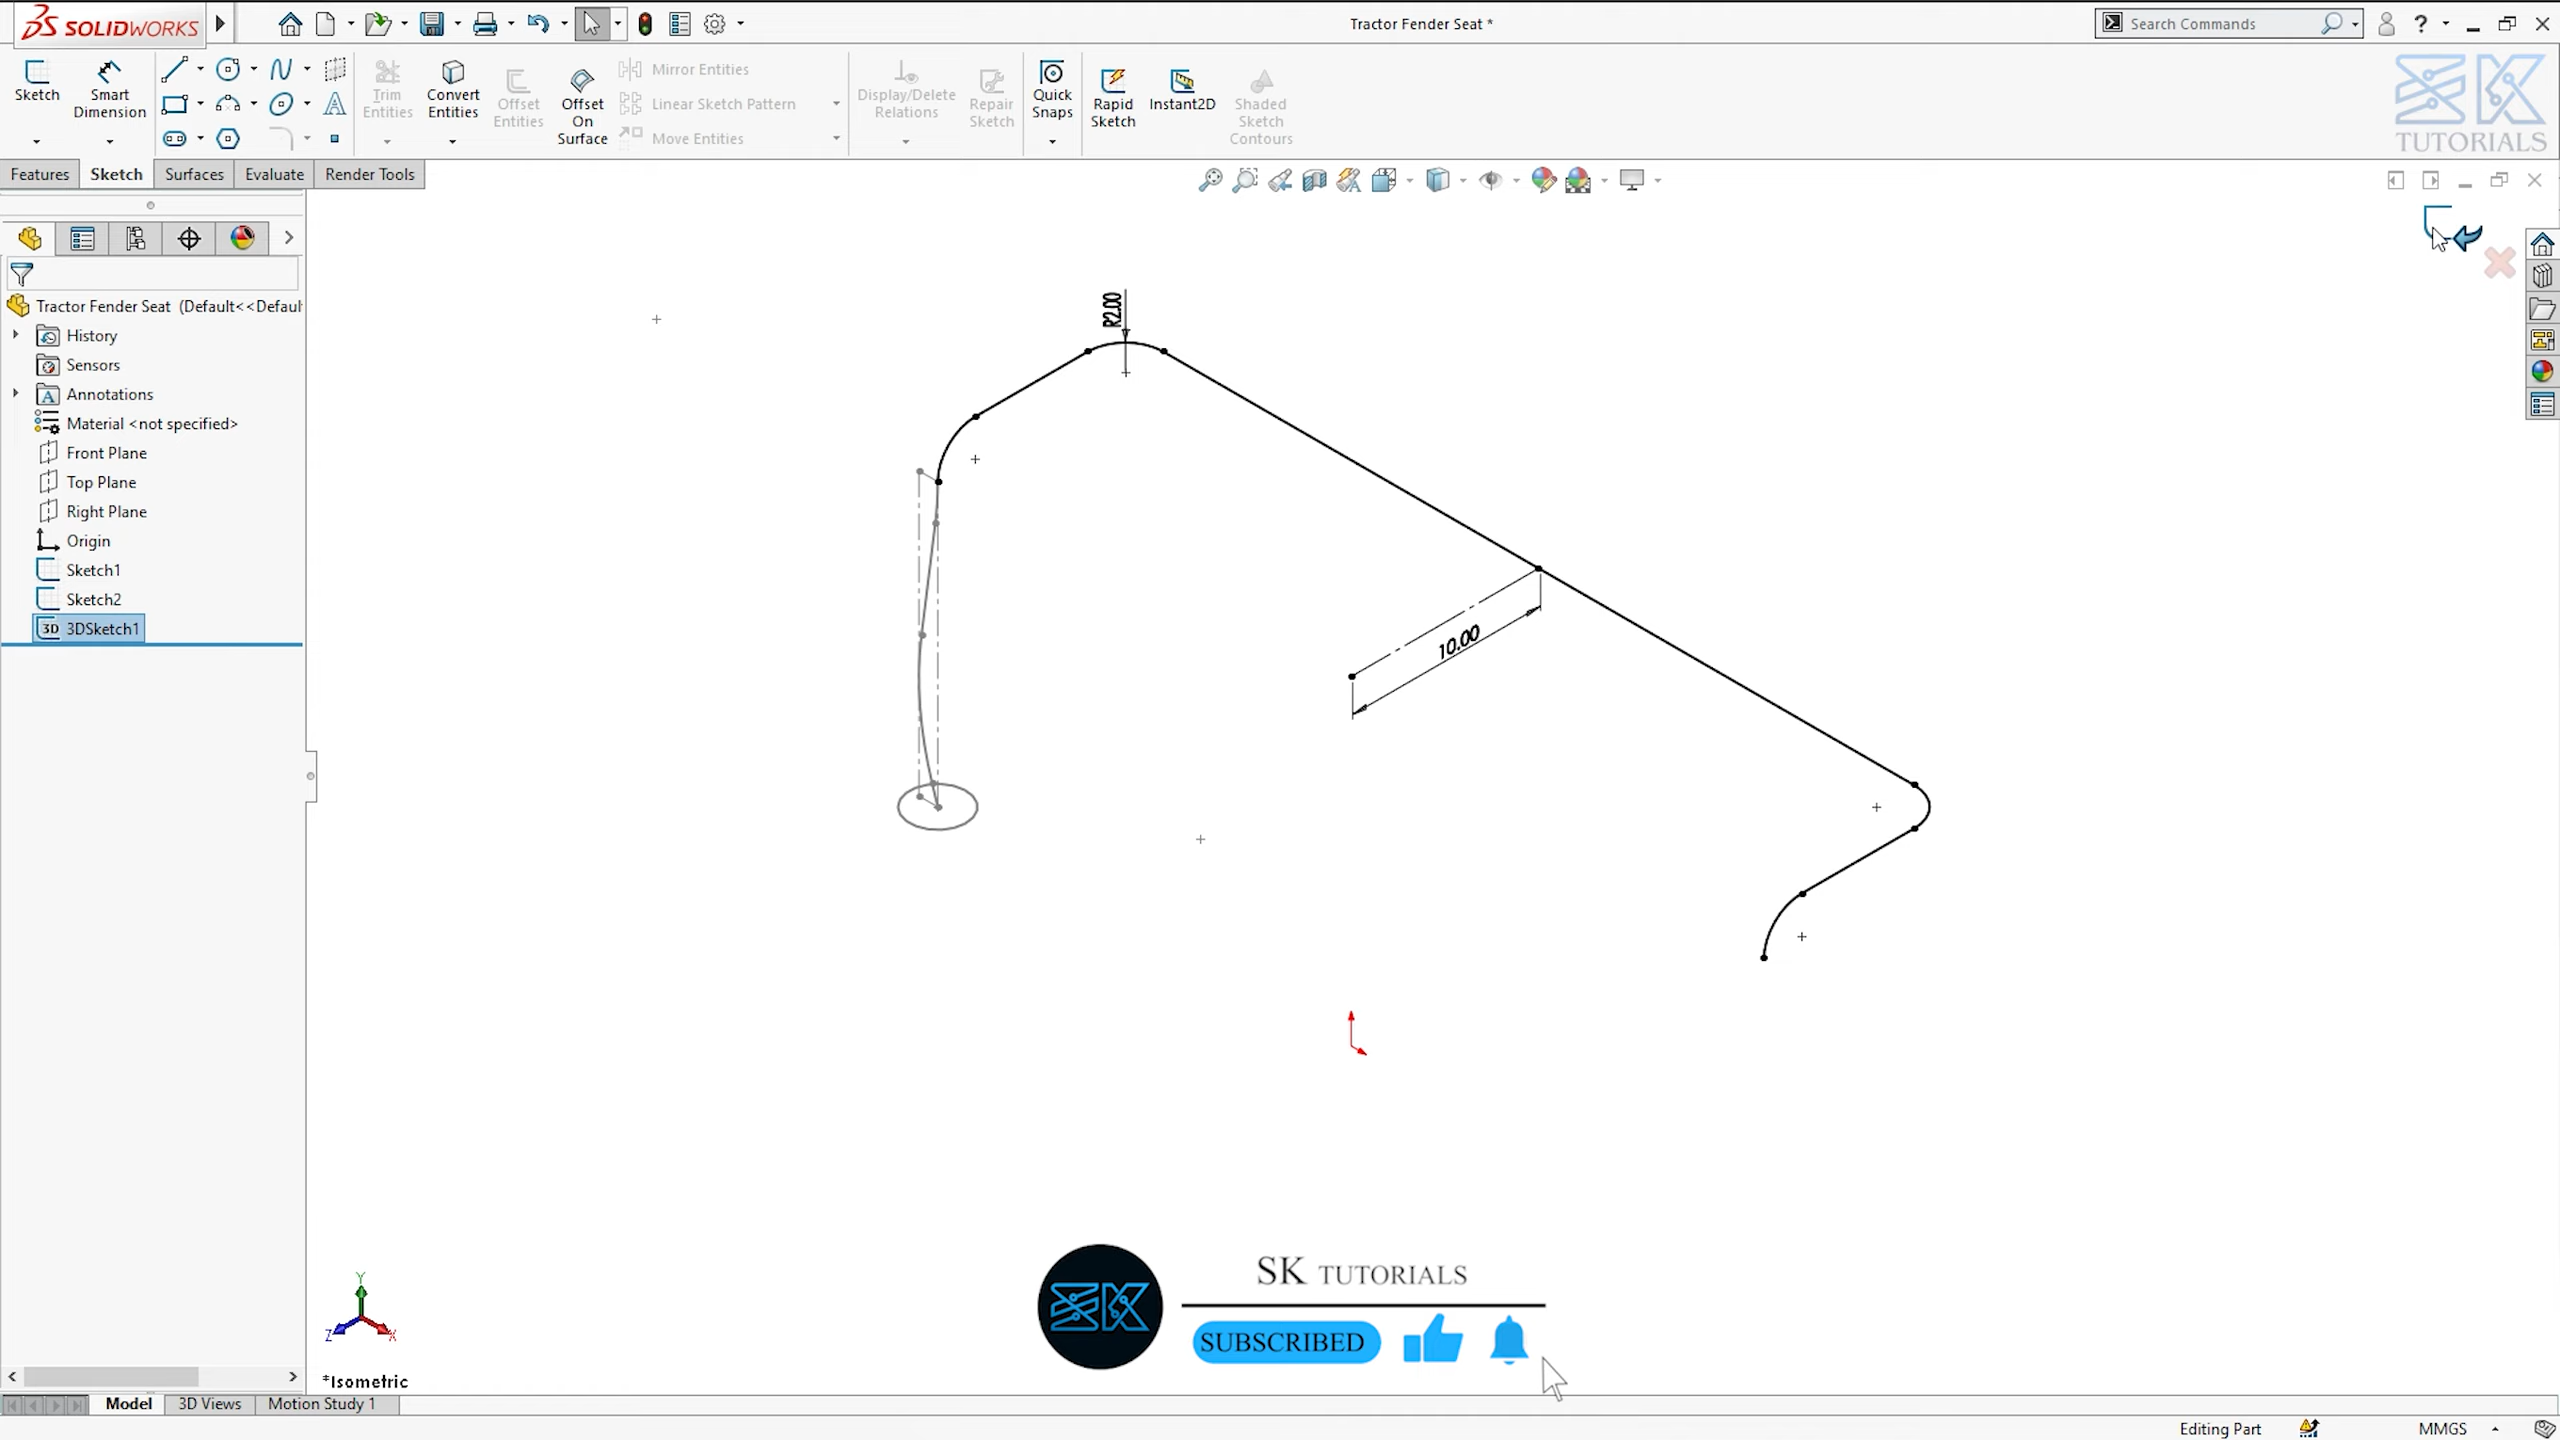 SOLIDWORKS
Tractor Fender Seat *
Search Commands
?
Sketch
Smart
Dimension
Trim
Entities
Convert
Entities
Offset
Entities
Offset
On
Surface
Mirror Entities
Linear Sketch Pattern
Move Entities
Display/Delete
Relations
Repair
Sketch
Quick
Snaps
Rapid
Sketch
Instant2D
Shaded
Sketch
Contours
SK
TUTORIALS
Features
Sketch
Surfaces
Evaluate
Render Tools
Tractor Fender Seat (Default<<Defaul
History
Sensors
A Annotations
Material <not specified>
Front Plane
Top Plane
Right Plane
Origin
Sketch1
Sketch2
3D 3DSketch1
R2.00
10.00
Y
Z
X
*Isometric
SK
SK TUTORIALS
SUBSCRIBED
Model
3D Views
Motion Study 1
Editing Part
MMGS